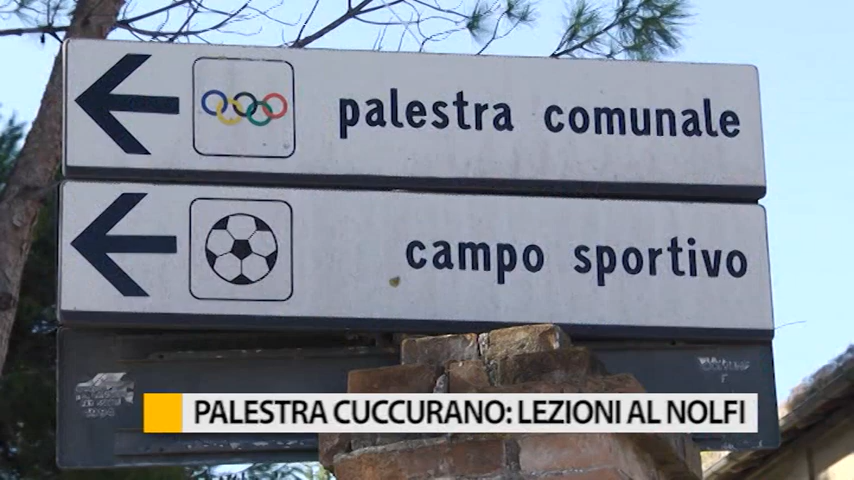 palestra comunale
campo sportivo
PALESTRA CUCCURANO: LEZIONI AL NOLFI